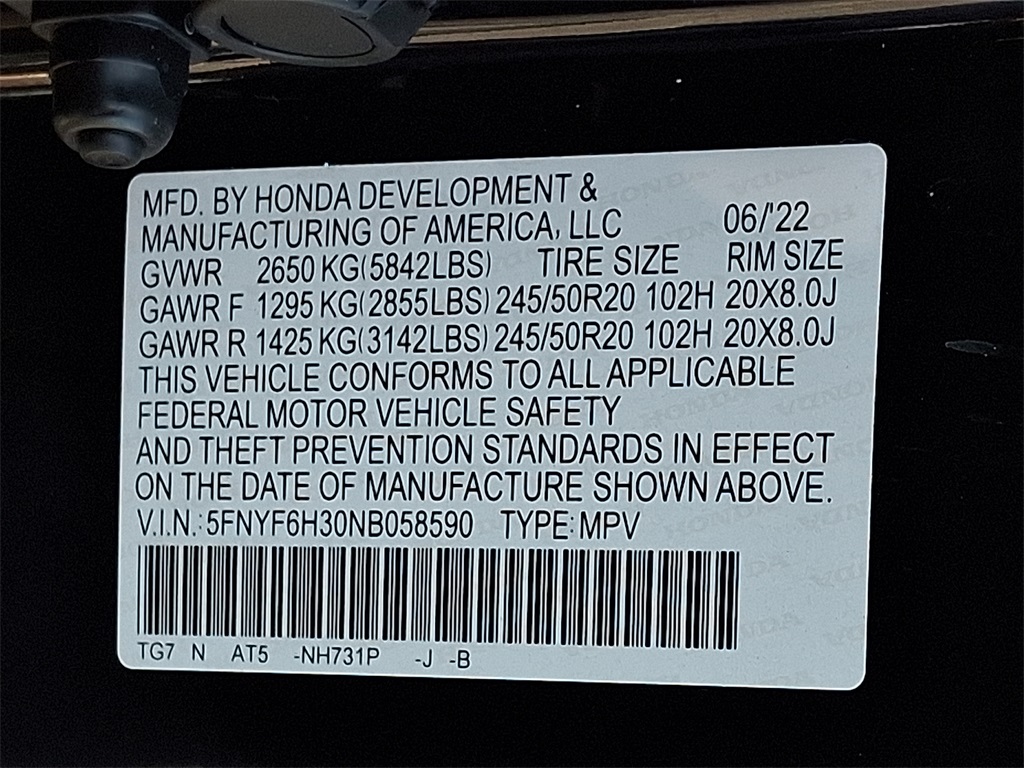 MFD. BY HONDA DEVELOPMENT &
MANUFACTURING OF AMERICA, LLC 06/'22
GVWR 2650 KG(5842LBS) TIRE SIZE RIM SIZE
GAWR F 1295 KG(2855LBS) 245/50R20 102H 20X8.0J
GAWR R 1425 KG(3142LBS) 245/50R20 102H 20X8.0J
THIS VEHICLE CONFORMS TO ALL APPLICABLE
FEDERAL MOTOR VEHICLE SAFETY
AND THEFT PREVENTION STANDARDS IN EFFECT
ON THE DATE OF MANUFACTURE SHOWN ABOVE.
V.I.N.: 5FNYF6H30NB058590 TYPE: MPV
TG7 N AT5 -NH731P -J -B